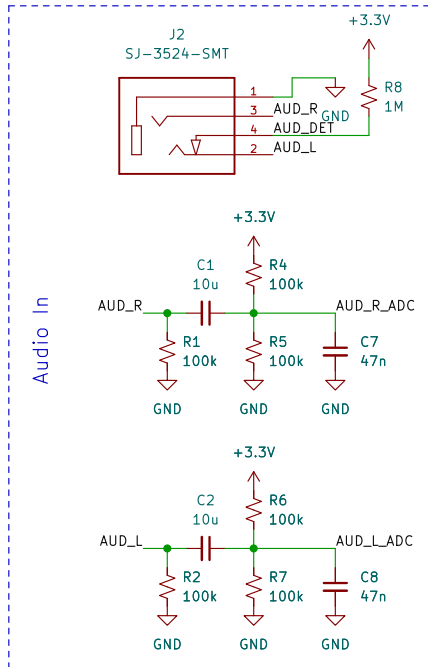 +3.3V
J2
SJ-3524-SMT
1
3
4
2
AUD_R
AUD_DET
AUD_L
GND
R8
1M
Audio In
+3.3V
C1
10u
R4
100k
AUD_R
AUD_R_ADC
R1
100k
R5
100k
C7
47n
GND
GND
GND
+3.3V
C2
10u
R6
100k
AUD_L
AUD_L_ADC
R2
100k
R7
100k
C8
47n
GND
GND
GND